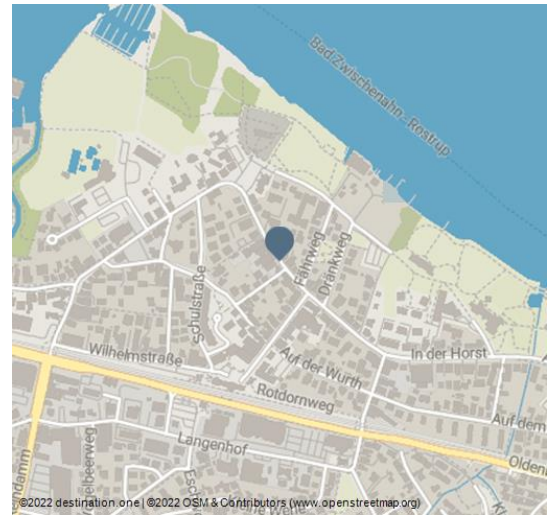 Bad Zwischenahn - Rostrup
Fährweg
Dränkweg
Schulstraße
Wilhelmstraße
In der Horst
Auf der Wurth
Rotdornweg
Auf dem
Langenhof
Oldenb
©2022 destination.one | ©2022 OSM & Contributors (www.openstreetmap.org)